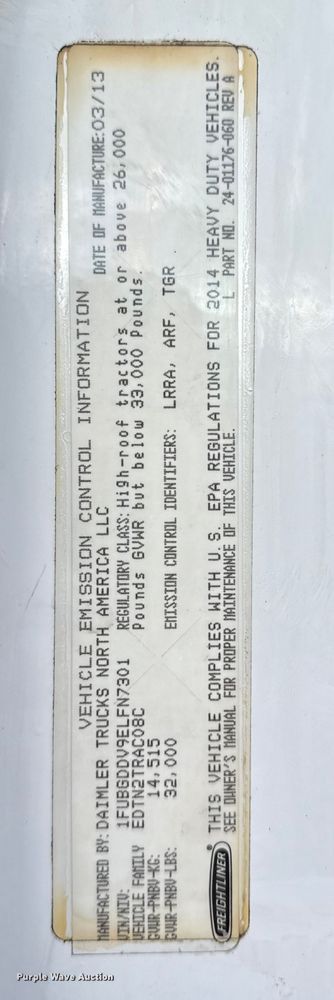 VEHICLE EMISSION CONTROL INFORMATION
MANUFACTURED BY: DAIMLER TRUCKS NORTH AMERICA LLC DATE OF MANUFACTURE: 03/13
VIN/NIV: 1FUBGDDV9ELFN7301 REGULATORY CLASS: High-roof tractors at or above 26,000
VEHICLE FAMILY EDTN2TRAC08C Pounds GVWR but below 33,000 Pounds.
GVWR-PNBV-KG: 14,515
GVWR-PNBV-LBS: 32,000 EMISSION CONTROL IDENTIFIERS: LRRA, ARF, TGR
FREIGHTLINER® THIS VEHICLE COMPLIES WITH U.S. EPA REGULATIONS FOR 2014 HEAVY DUTY VEHICLES.
SEE OWNER'S MANUAL FOR PROPER MAINTENANCE OF THIS VEHICLE. L PART NO. 24-01176-060 REV A
Purple Wave Auction